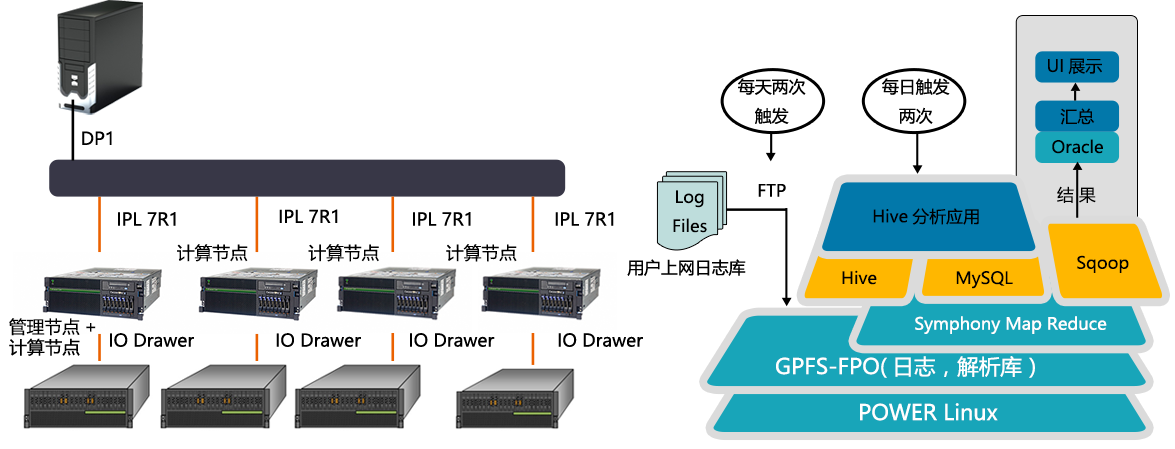 DP1
IPL 7R1
IPL 7R1
IPL 7R1
IPL 7R1
计算节点
计算节点
计算节点
管理节点 +
计算节点
IO Drawer
IO Drawer
IO Drawer
IO Drawer
每天两次
触发
每日触发
两次
UI 展示
汇总
Oracle
结果
FTP
Log
Files
用户上网日志库
Hive 分析应用
Hive
MySQL
Sqoop
Symphony Map Reduce
GPFS-FPO( 日志，解析库 )
POWER Linux